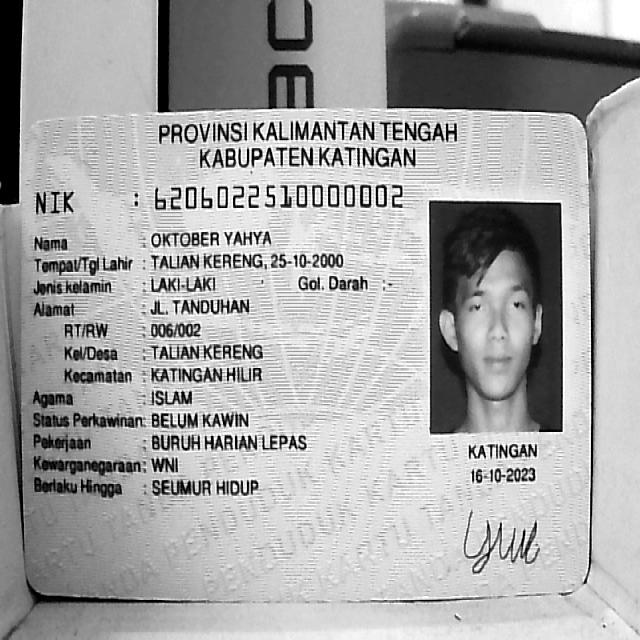 PROVINSI KALIMANTAN TENGAH
KABUPATEN KATINGAN
NIK : 6206022510000002
Nama : OKTOBER YAHYA
Tempat/Tgl Lahir : TALIAN KERENG, 25-10-2000
Jenis kelamin : LAKI-LAKI Gol. Darah :-
Alamat : JL. TANDUHAN
RT/RW : 006/002
Kel/Desa : TALIAN KERENG
Kecamatan : KATINGAN HILIR
Agama : ISLAM
Status Perkawinan: BELUM KAWIN
Pekerjaan : BURUH HARIAN LEPAS
Kewarganegaraan: WNI
Berlaku Hingga : SEUMUR HIDUP
KATINGAN
16-10-2023